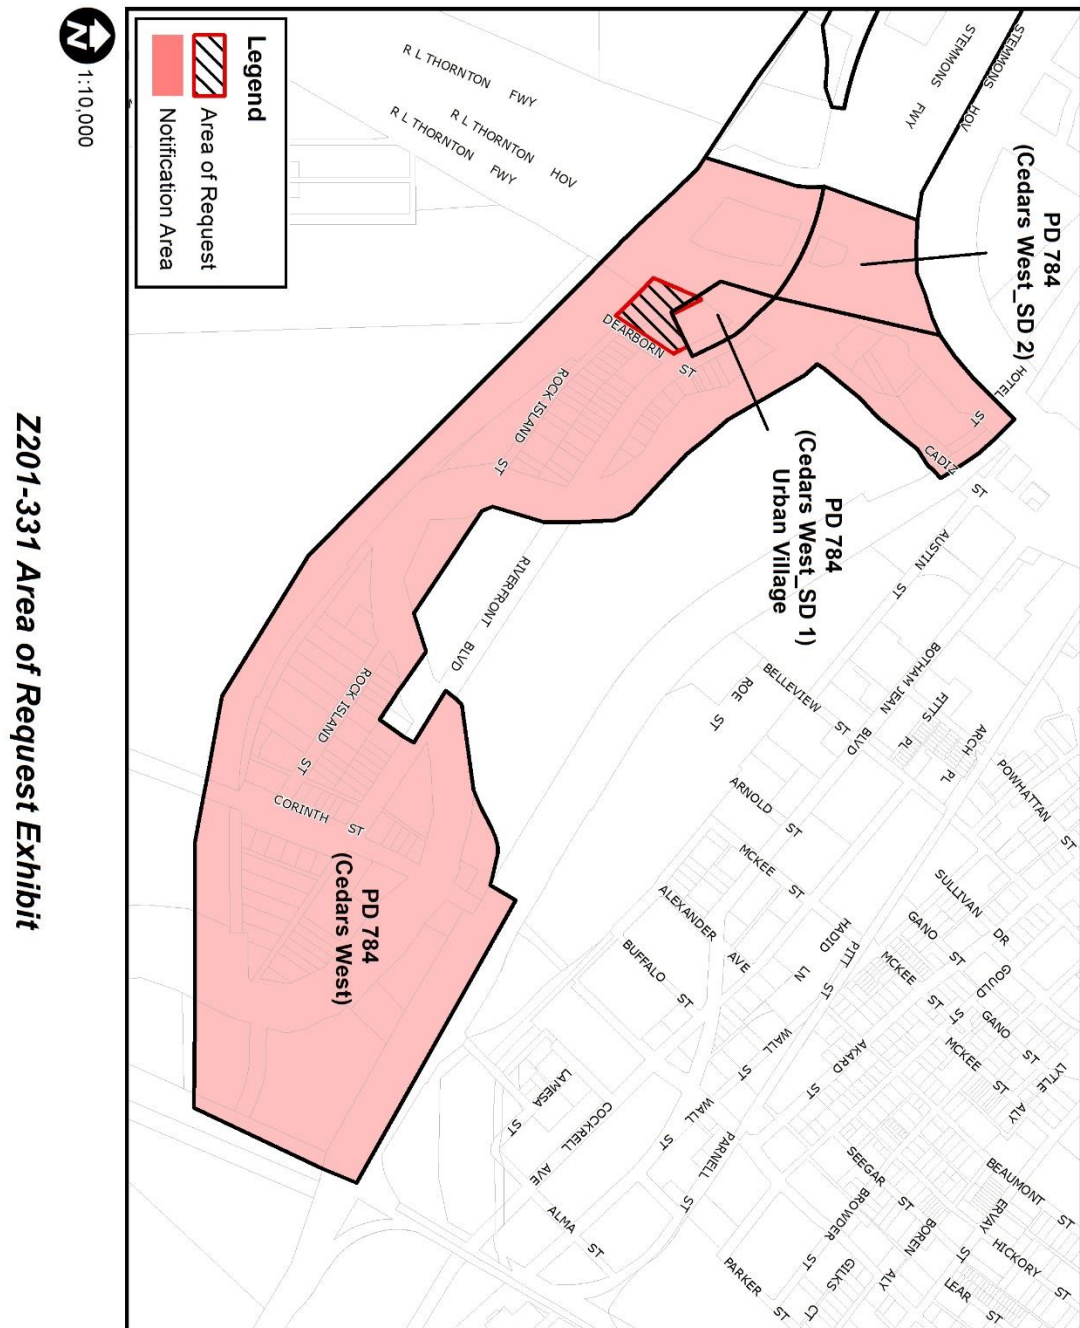 Z201-331 Area of Request Exhibit
1:10,000
N
Legend
Area of Request
Notification Area
R L THORNTON FWY
R L THORNTON HOV
R L THORNTON FWY
STEMMONS FWY
STEMMONS HOV
PD 784
(Cedars West_SD 2)
HOTEL ST
CADIZ ST
DEARBORN ST
ROCK ISLAND ST
PD 784
(Cedars West_SD 1)
Urban Village
RIVERFRONT BLVD
AUSTIN ST
BOTHAM JEAN BLVD
BELLEVIEW ST
ROE ST
FITTS PL
ARCH PL
POWHATTAN ST
ARNOLD ST
MCKEE ST
ALEXANDER AVE
BUFFALO ST
HADID LN
PITT ST
SULLIVAN DR
GANO ST
MCKEE ST
GOULD ST
GANO ST
MCKEE ST
LYTLE ALY
WALL ST
AKARD ST
WALL ST
PARNELL ST
ROCK ISLAND ST
CORINTH ST
PD 784
(Cedars West)
LAMESA ST
COCKRELL AVE
ALMA ST
SEEGAR ST
BROWDER ST
BOREN ST
GILKS CT
ALY
BEAUMONT ST
ERVAY ST
HICKORY ST
LEAR ST
PARKER ST